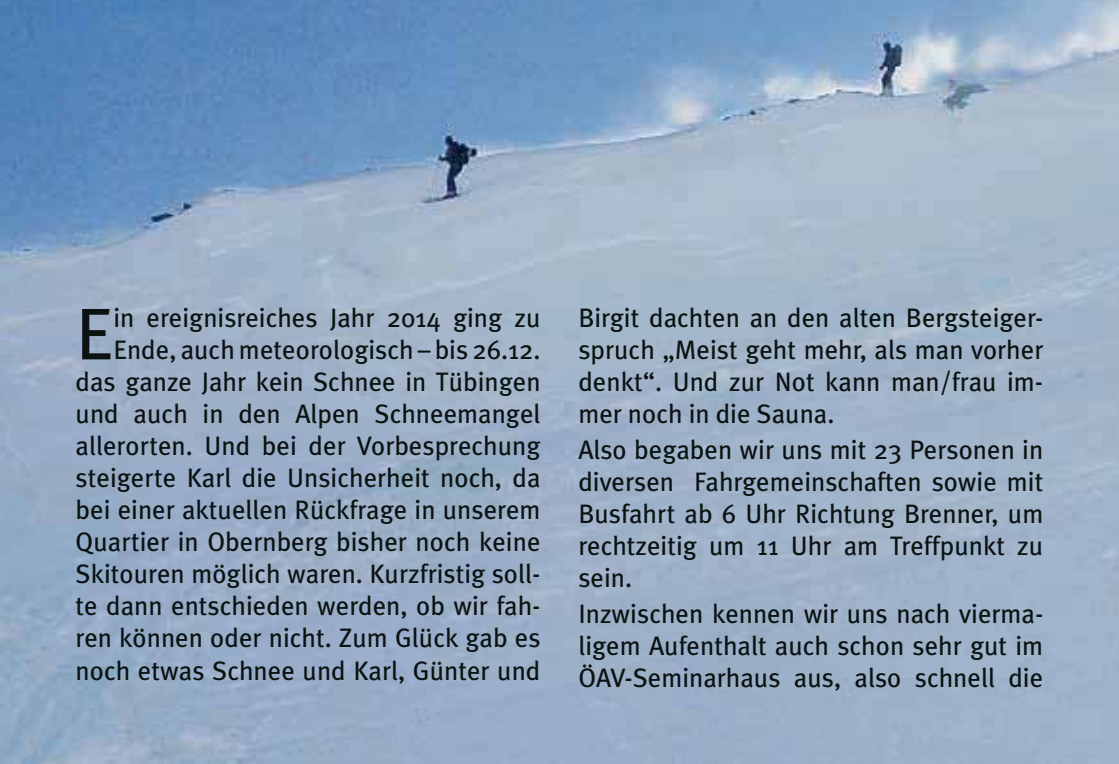 Ein ereignisreiches Jahr 2014 ging zu
Ende, auch meteorologisch – bis 26.12.
das ganze Jahr kein Schnee in Tübingen
und auch in den Alpen Schneemangel
allerorten. Und bei der Vorbesprechung
steigerte Karl die Unsicherheit noch, da
bei einer aktuellen Rückfrage in unserem
Quartier in Obernberg bisher noch keine
Skitouren möglich waren. Kurzfristig soll-
te dann entschieden werden, ob wir fah-
ren können oder nicht. Zum Glück gab es
noch etwas Schnee und Karl, Günter und
Birgit dachten an den alten Bergsteiger-
spruch „Meist geht mehr, als man vorher
denkt“. Und zur Not kann man/frau im-
mer noch in die Sauna.
Also begaben wir uns mit 23 Personen in
diversen Fahrgemeinschaften sowie mit
Busfahrt ab 6 Uhr Richtung Brenner, um
rechtzeitig um 11 Uhr am Treffpunkt zu
sein.
Inzwischen kennen wir uns nach vierma-
ligem Aufenthalt auch schon sehr gut im
ÖAV-Seminarhaus aus, also schnell die